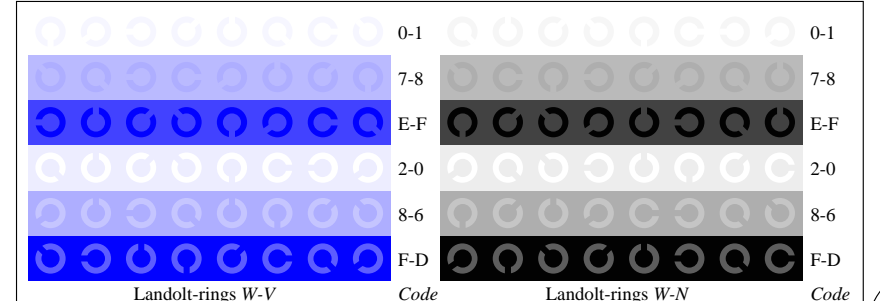 0-1 0-1
7-8 7-8
E-F E-F
2-0 2-0
8-6 8-6
F-D F-D
Landolt-rings W-V Code Landolt-rings W-N Code